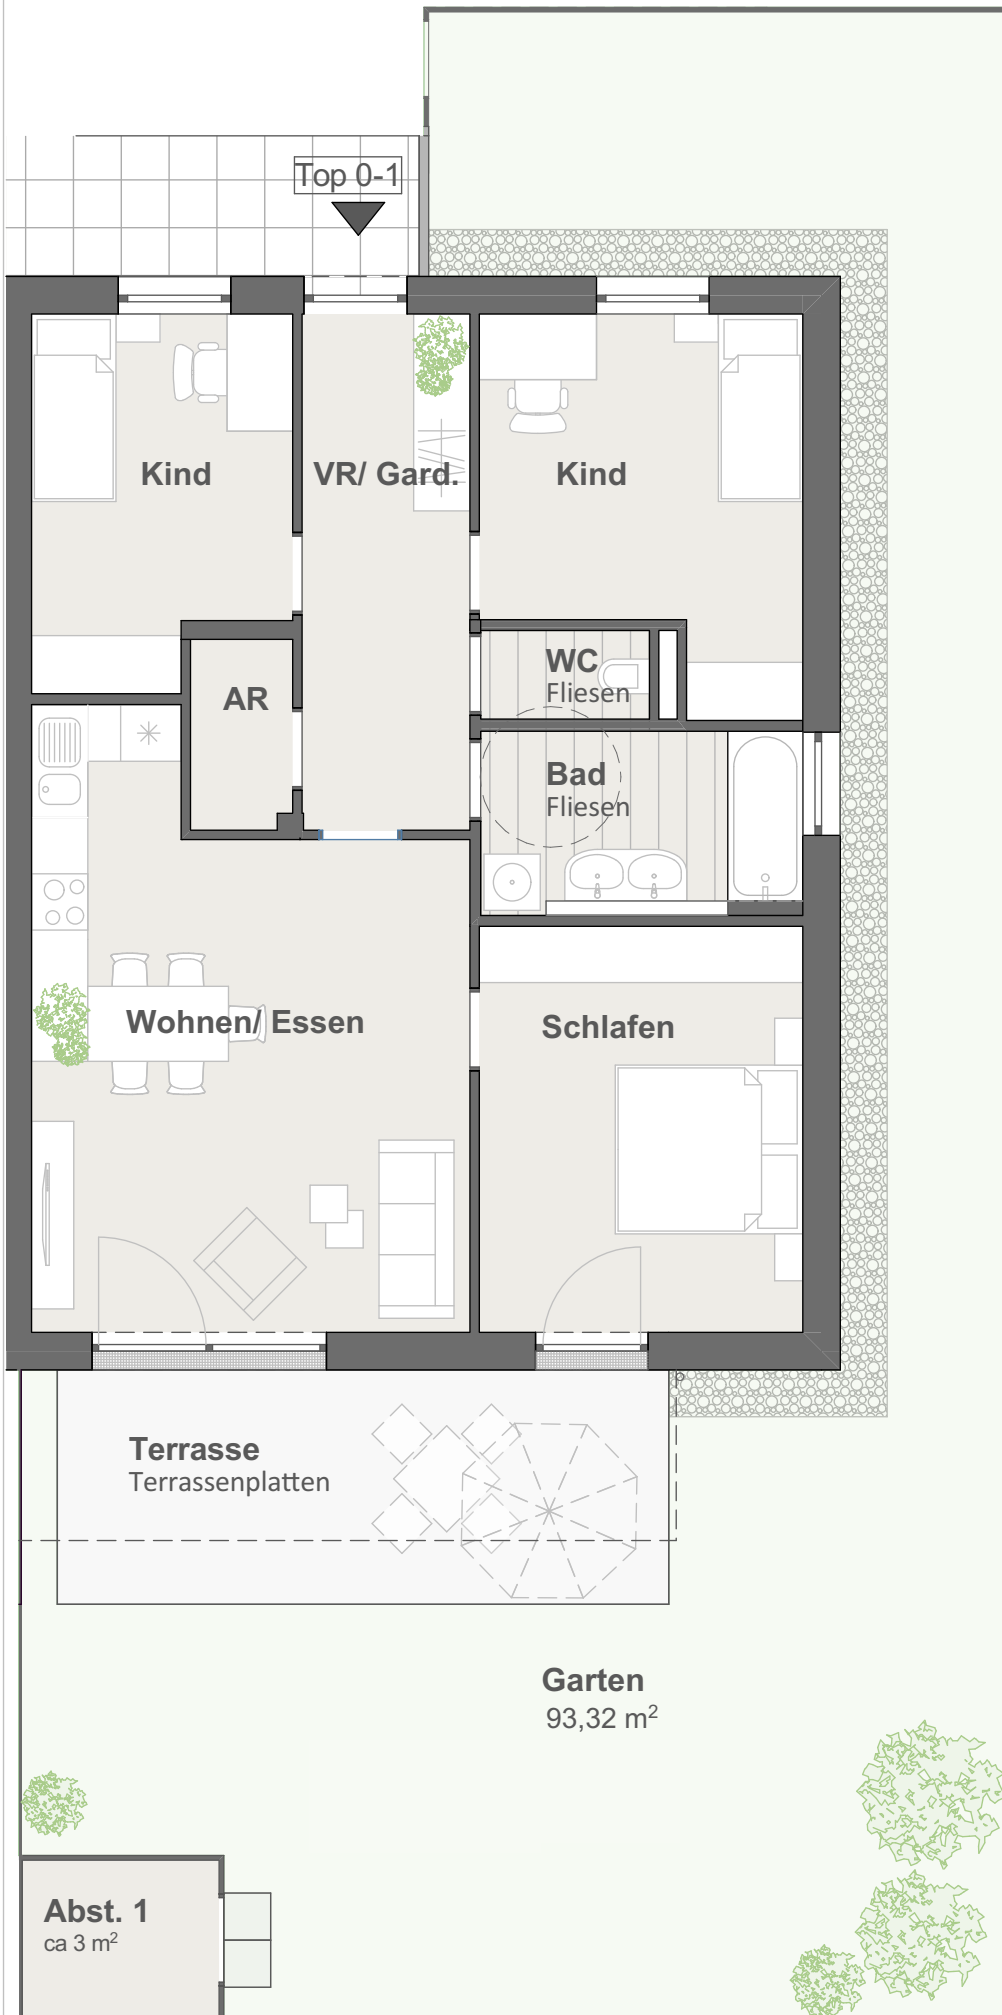 Top 0-1
Kind
VR/ Gard.
Kind
WC
Fliesen
AR
Bad
Fliesen
Wohnen/ Essen
Schlafen
Terrasse
Terrassenplatten
Garten
93,32 m²
Abst. 1
ca 3 m²